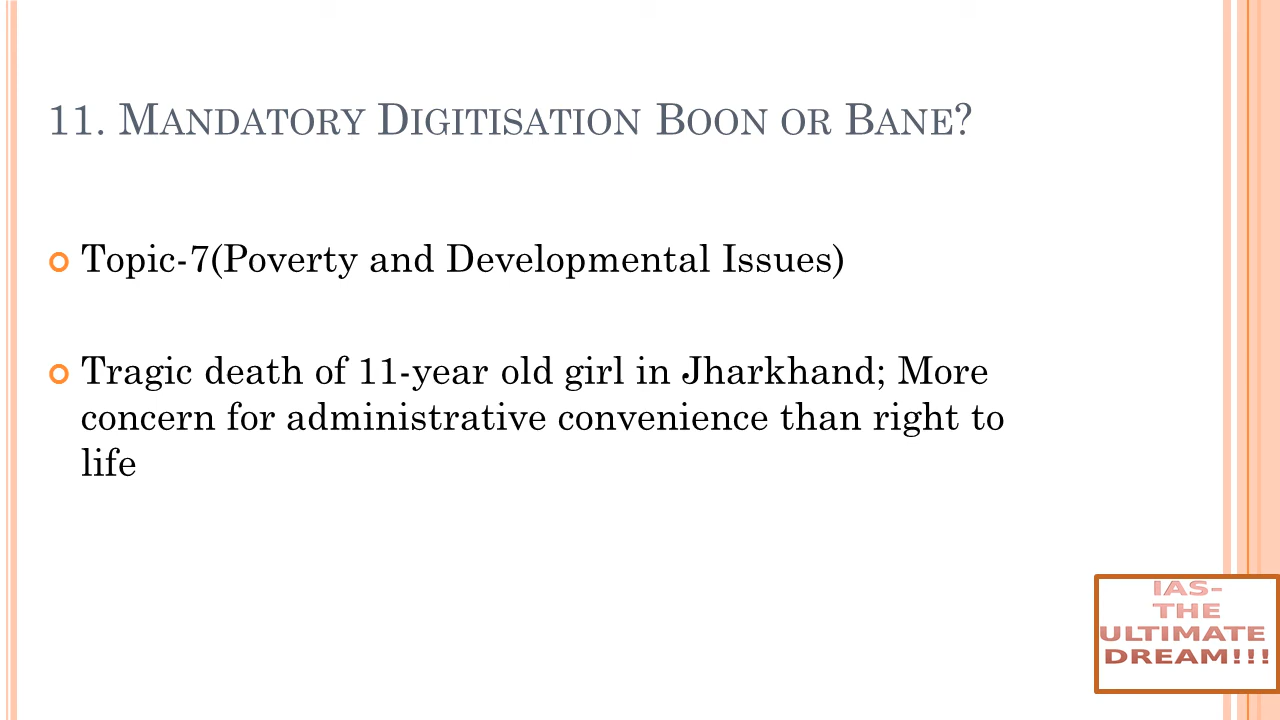 11. Mandatory Digitisation Boon or Bane?
Topic-7(Poverty and Developmental Issues)
Tragic death of 11-year old girl in Jharkhand; More
concern for administrative convenience than right to
life
IAS-
THE
ULTIMATE
DREAM!!!